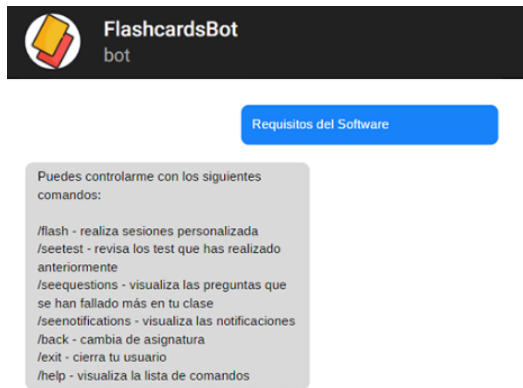 FlashcardsBot
bot
Requisitos del Software
Puedes controlarme con los siguientes
comandos:
/flash - realiza sesiones personalizada
/seetest - revisa los test que has realizado
anteriormente
/seequestions - visualiza las preguntas que
se han fallado más en tu clase
/seenotifications - visualiza las notificaciones
/back - cambia de asignatura
/exit - cierra tu usuario
/help - visualiza la lista de comandos